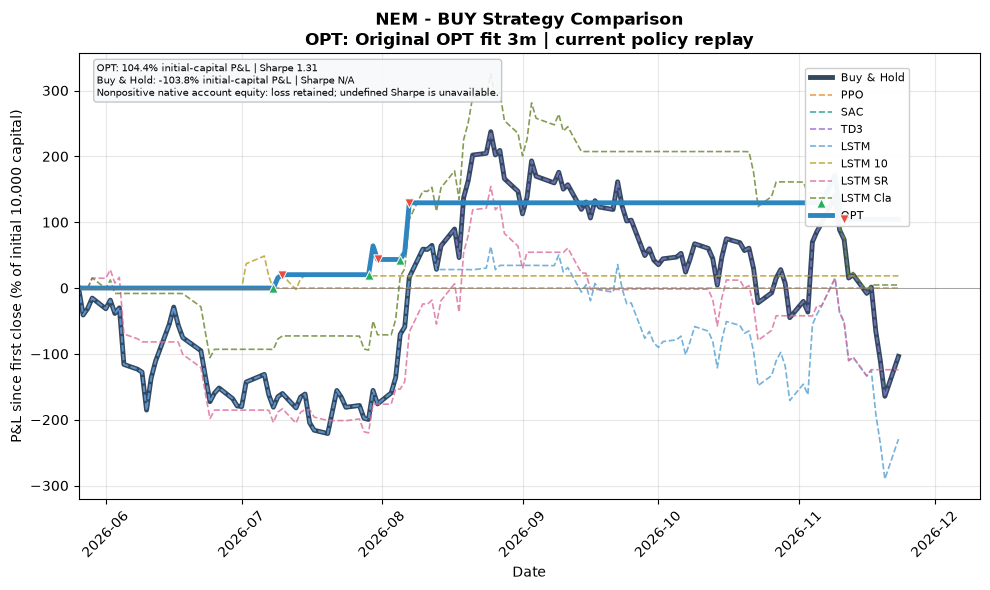 NEM - BUY Strategy Comparison
OPT: Original OPT fit 3m | current policy replay
OPT: 104.4% initial-capital P&L | Sharpe 1.31
Buy & Hold: -103.8% initial-capital P&L | Sharpe N/A
Nonpositive native account equity: loss retained; undefined Sharpe is unavailable.
Buy & Hold
PPO
SAC
TD3
LSTM
LSTM 10
LSTM SR
LSTM Cla
OPT
P&L since first close (% of initial 10,000 capital)
300
200
100
0
−100
−200
−300
2026-06
2026-07
2026-08
2026-09
2026-10
2026-11
2026-12
Date